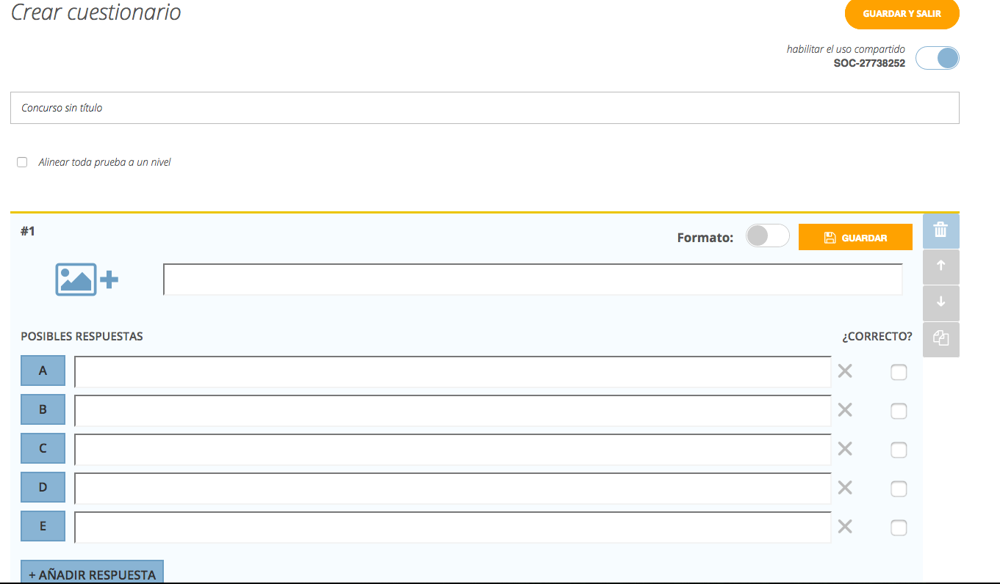 Crear cuestionario
GUARDAR Y SALIR
habilitar el uso compartido
SOC-27738252
Concurso sin título
Alinear toda prueba a un nivel
#1
Formato:
GUARDAR
POSIBLES RESPUESTAS
¿CORRECTO?
A
B
C
D
E
+ AÑADIR RESPUESTA